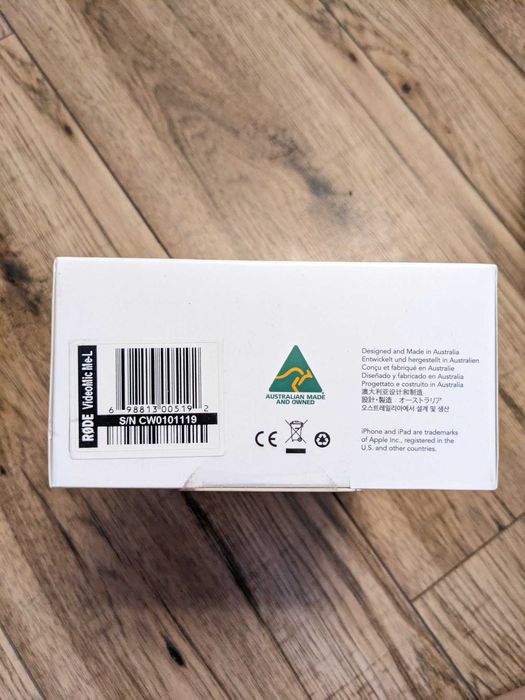 RØDE VideoMic Me-L
6 98813 00519 2
S/N CW0101119
AUSTRALIAN MADE
AND OWNED
CE
Designed and Made in Australia
Entwickelt und hergestellt in Australien
Conçu et fabriqué en Australie
Diseñado y fabricado en Australia
Progettato e costruito in Australia
澳大利亚设计和制造
設計・製造 オーストラリア
오스트레일리아에서 설계 및 생산
iPhone and iPad are trademarks
of Apple Inc., registered in the
U.S. and other countries.